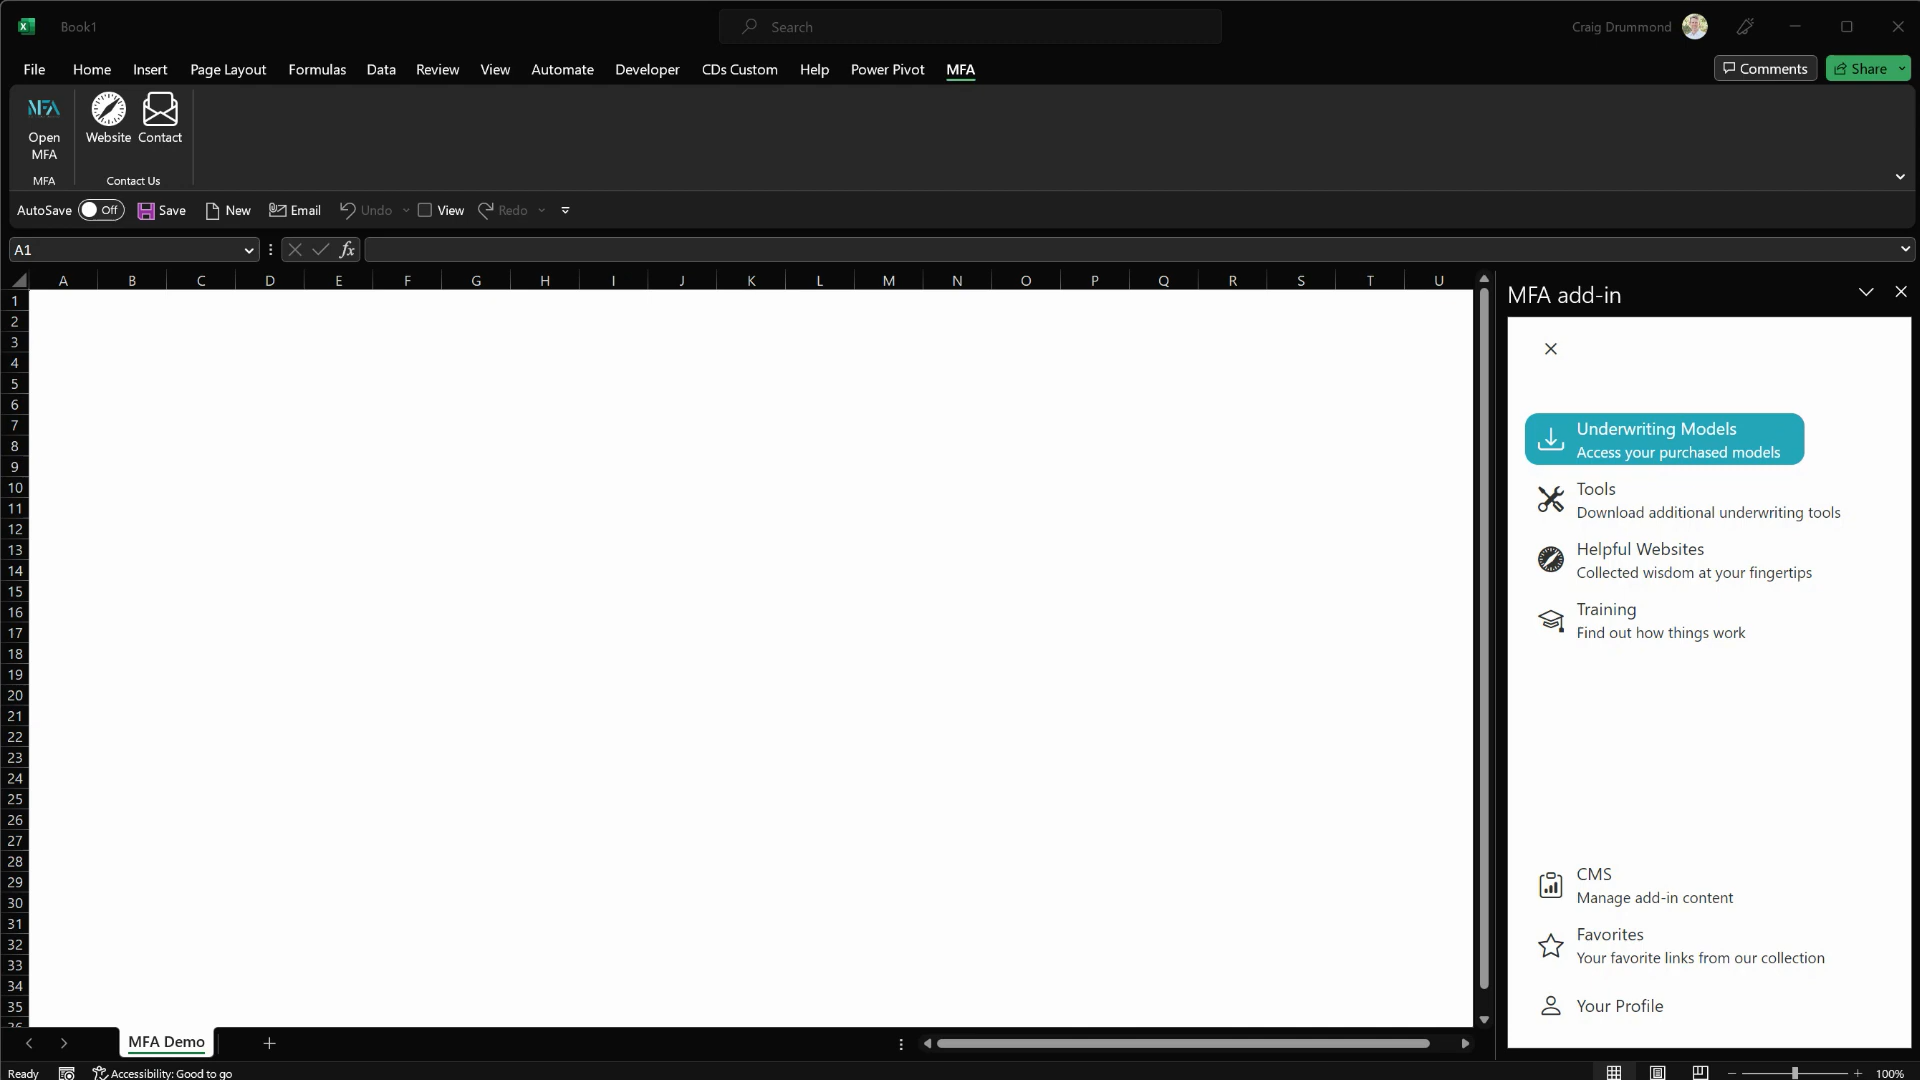 Book1
Search
Craig Drummond
File Home Insert Page Layout Formulas Data Review View Automate Developer CDs Custom Help Power Pivot MFA
Comments Share
MFA
Open MFA
Website Contact
MFA
Contact Us
AutoSave Off Save New Email Undo View Redo
A1
fx
A B C D E F G H I J K L M N O P Q R S T U
1
2
3
4
5
6
7
8
9
10
11
12
13
14
15
16
17
18
19
20
21
22
23
24
25
26
27
28
29
30
31
32
33
34
35
36
MFA add-in
Underwriting Models
Access your purchased models
Tools
Download additional underwriting tools
Helpful Websites
Collected wisdom at your fingertips
Training
Find out how things work
CMS
Manage add-in content
Favorites
Your favorite links from our collection
Your Profile
MFA Demo
Ready
Accessibility: Good to go
100%